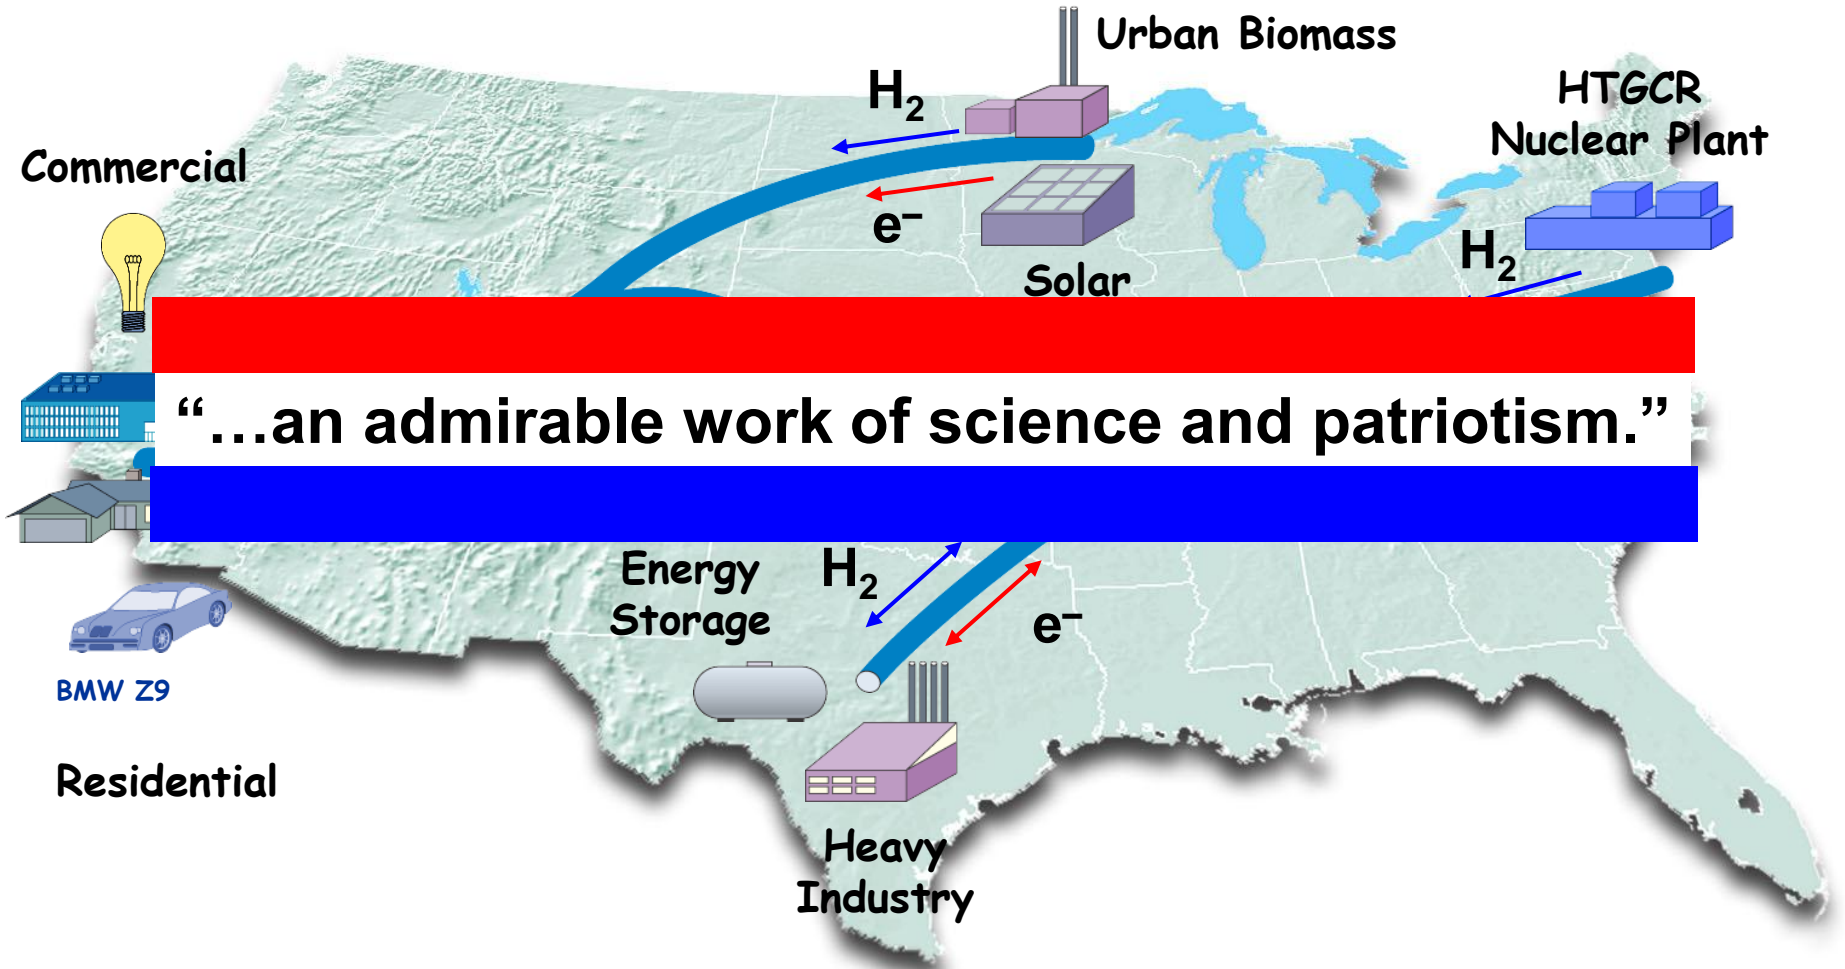 Urban Biomass
H₂
HTGCR
Nuclear Plant
Commercial
e⁻
H₂
Solar
“…an admirable work of science and patriotism.”
Energy
Storage
H₂
e⁻
BMW Z9
Residential
Heavy
Industry